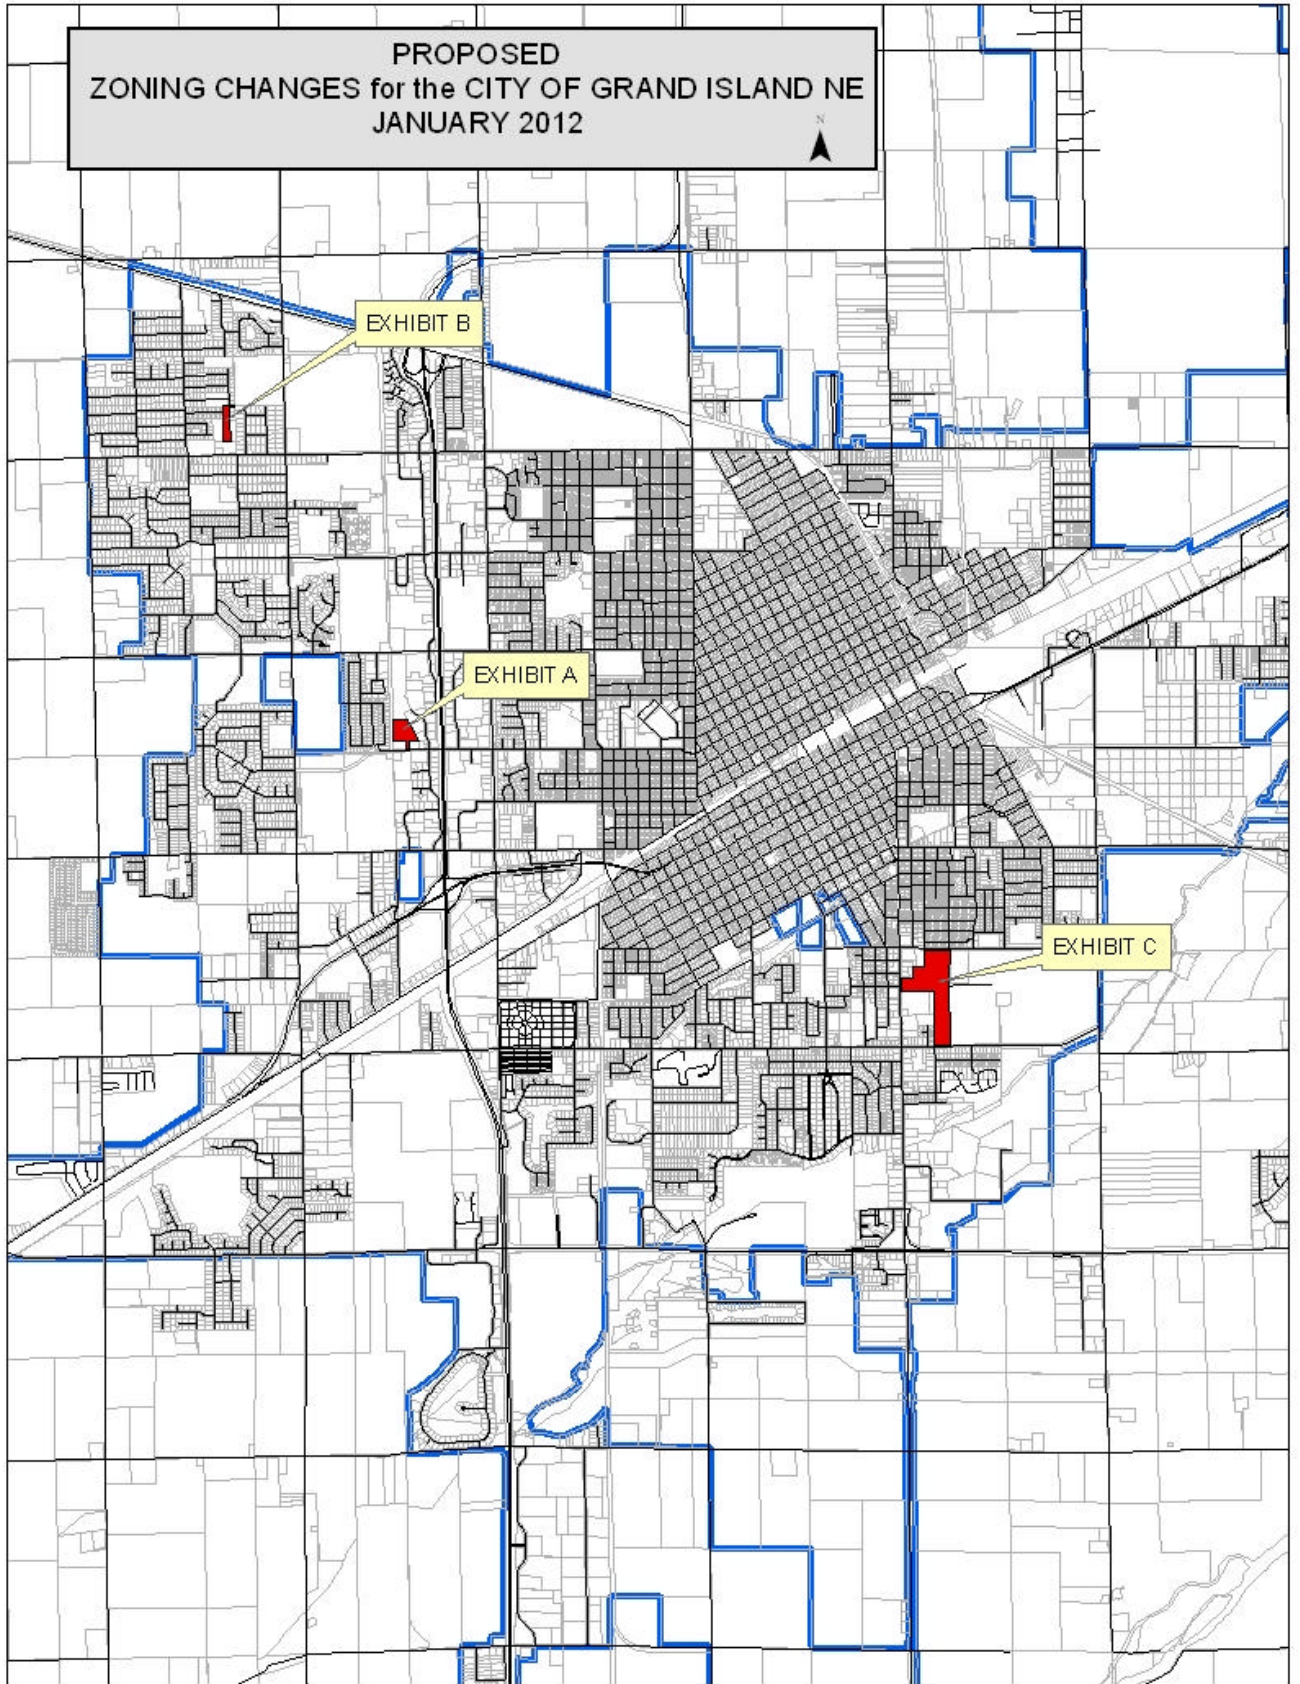 PROPOSED
ZONING CHANGES for the CITY OF GRAND ISLAND NE
JANUARY 2012
N
EXHIBIT B
EXHIBIT A
EXHIBIT C